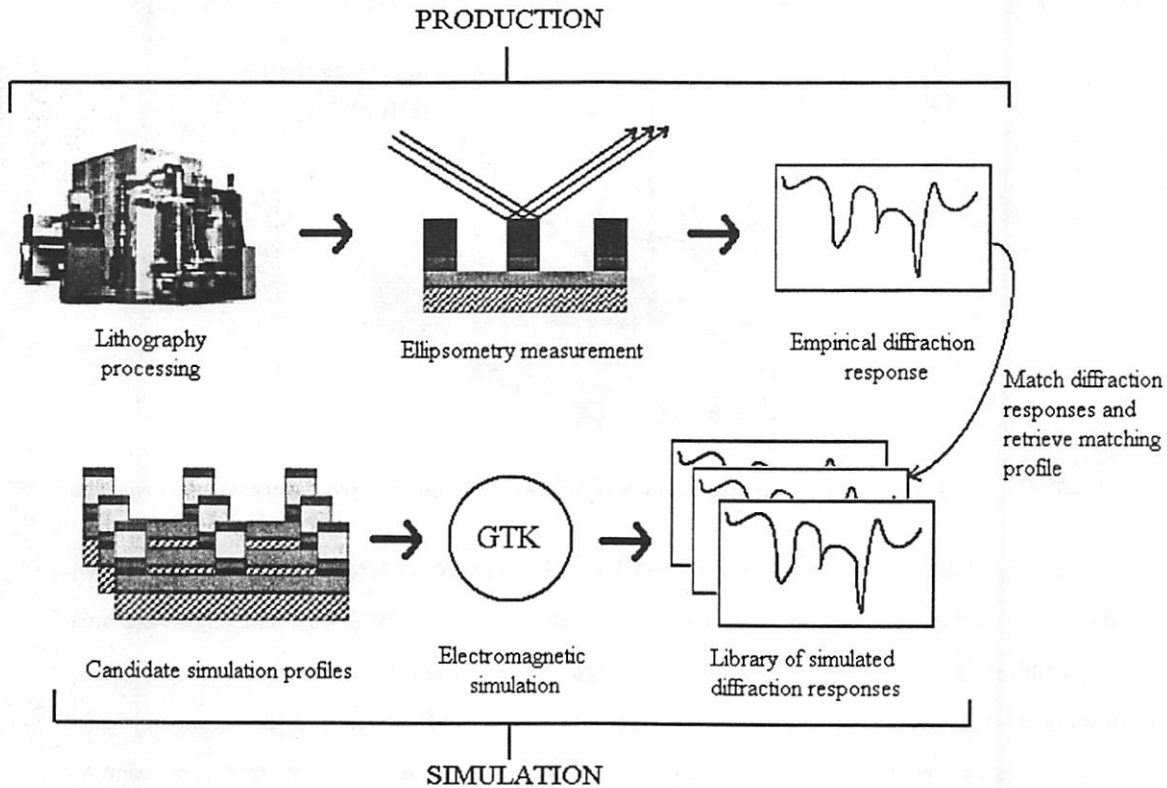 PRODUCTION
Lithography
processing
Ellipsometry measurement
Empirical diffraction
response
Match diffraction
responses and
retrieve matching
profile
GTK
Candidate simulation profiles
Electromagnetic
simulation
Library of simulated
diffraction responses
SIMULATION